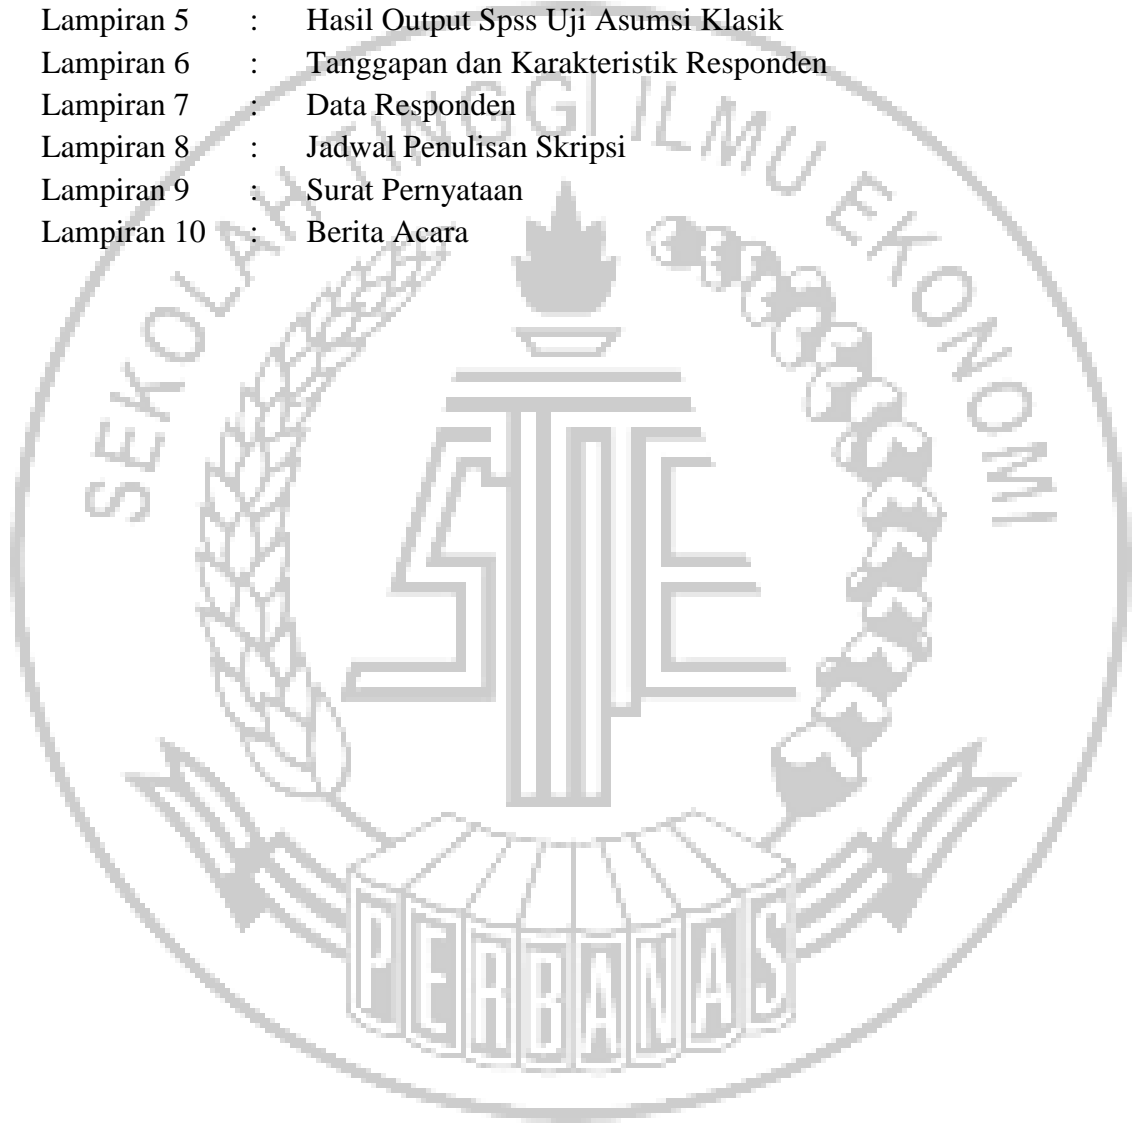 Lampiran 5 : Hasil Output Spss Uji Asumsi Klasik
Lampiran 6 : Tanggapan dan Karakteristik Responden
Lampiran 7 : Data Responden
Lampiran 8 : Jadwal Penulisan Skripsi
Lampiran 9 : Surat Pernyataan
Lampiran 10 : Berita Acara
SEKOLAH TINGGI ILMU EKONOMI
STIE
PERBANAS